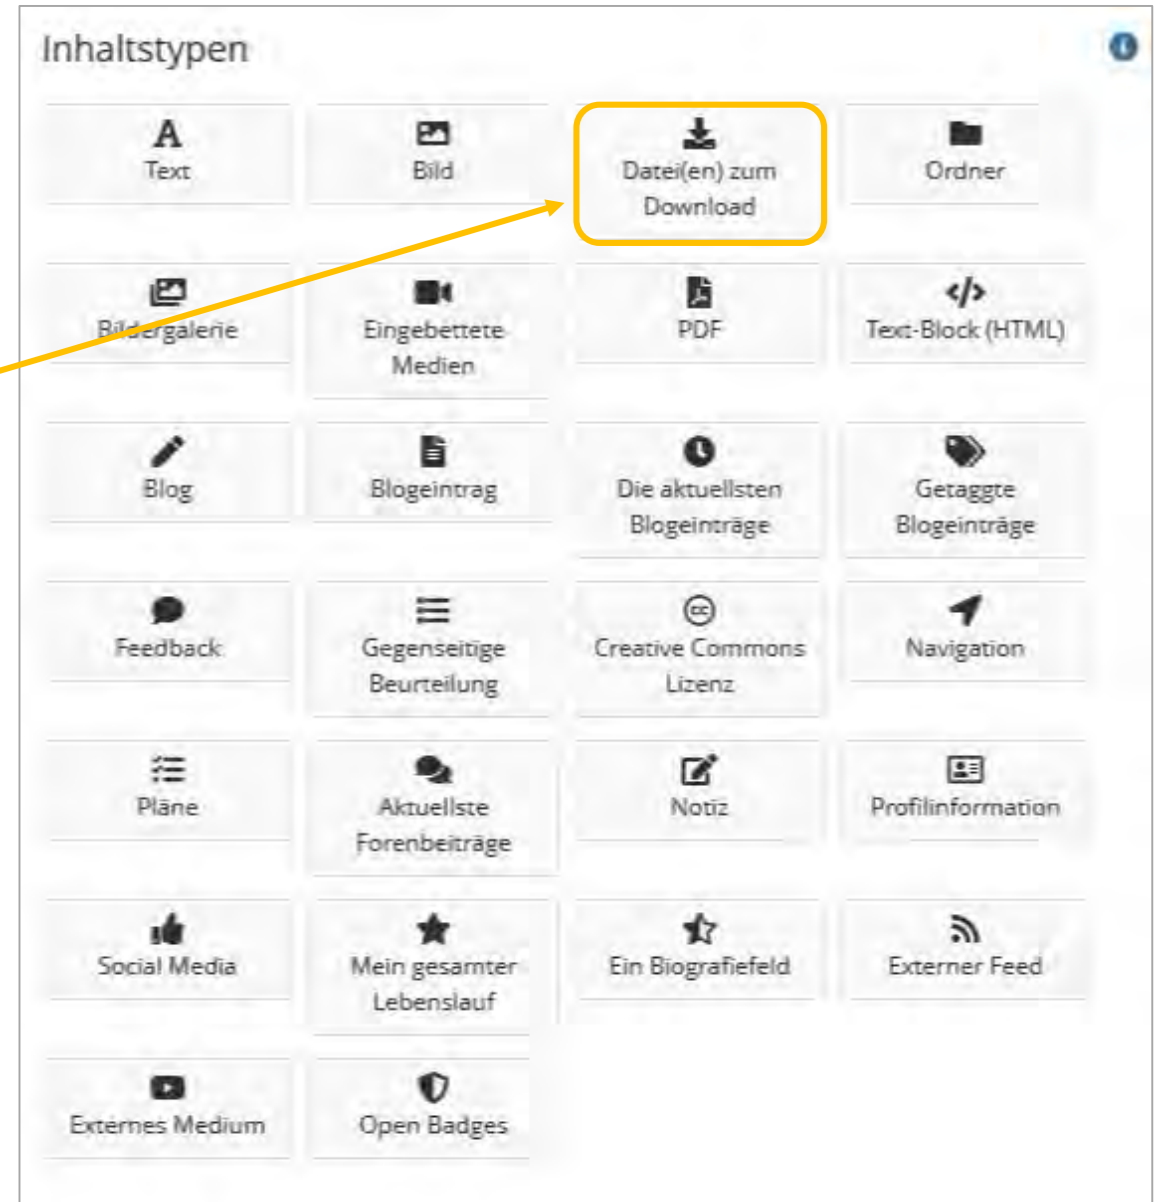 Inhaltstypen
Text
Bild
Datei(en) zum
Download
Ordner
Bildergalerie
Eingebettete
Medien
PDF
Text-Block (HTML)
Blog
Blogeintrag
Die aktuellsten
Blogeinträge
Getaggte
Blogeinträge
Feedback
Gegenseitige
Beurteilung
Creative Commons
Lizenz
Navigation
Pläne
Aktuellste
Forenbeiträge
Notiz
Profilinformation
Social Media
Mein gesamter
Lebenslauf
Ein Biografiefeld
Externer Feed
Externes Medium
Open Badges